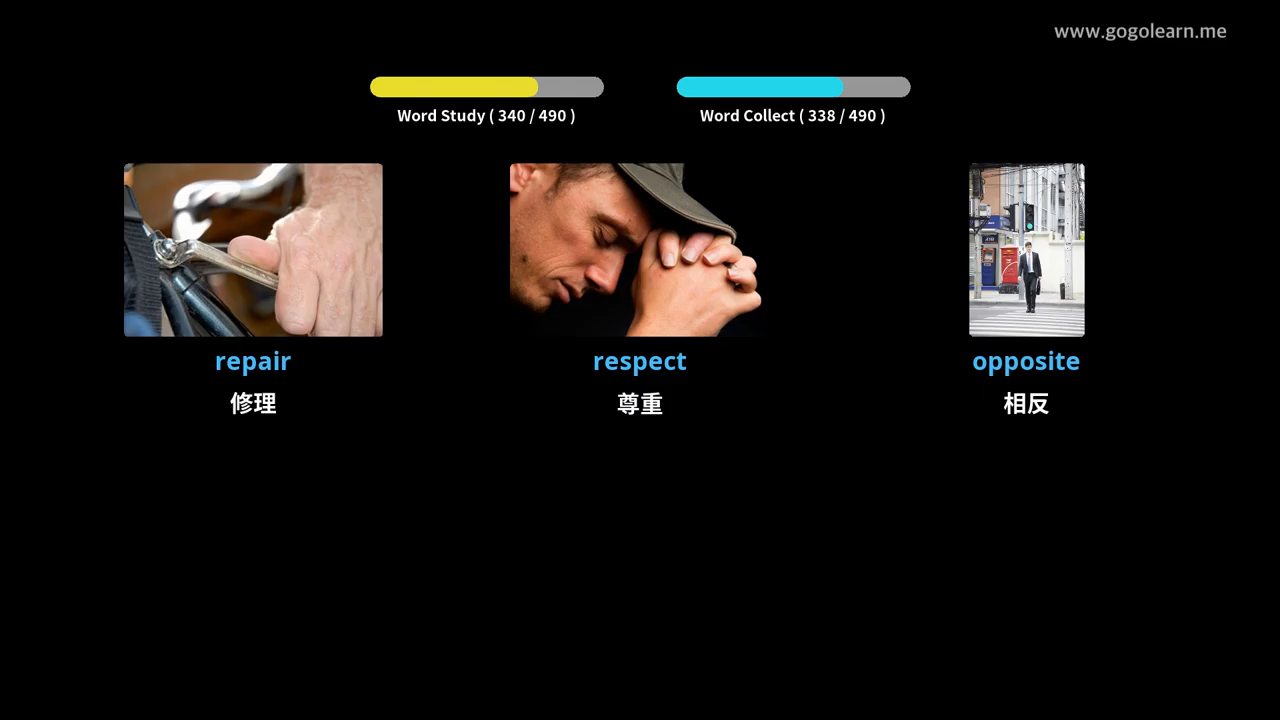 www.gogolearn.me
Word Study ( 340 / 490 )
Word Collect ( 338 / 490 )
repair
respect
opposite
修理
尊重
相反